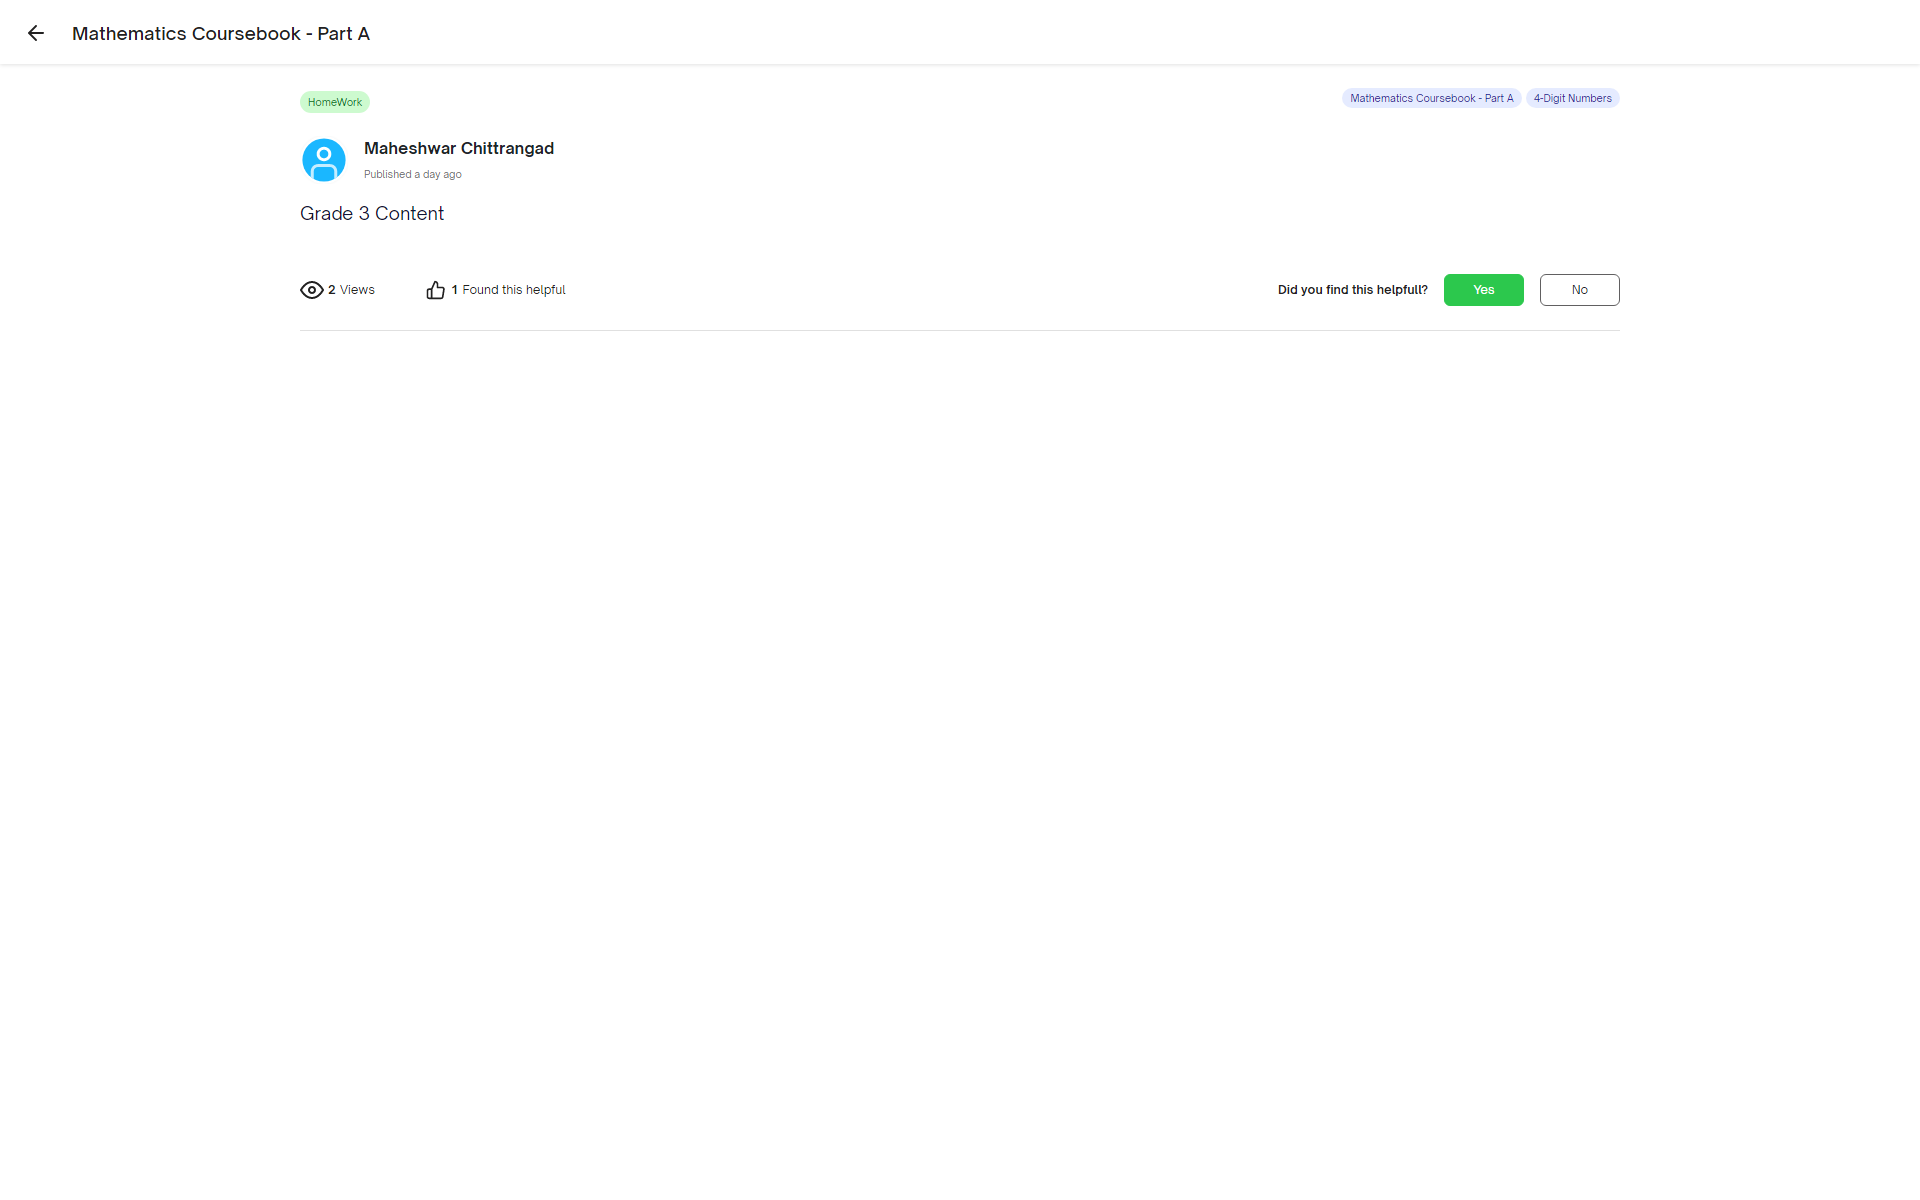 Mathematics Coursebook - Part A
HomeWork
Mathematics Coursebook - Part A
4-Digit Numbers
Maheshwar Chittrangad
Published a day ago
Grade 3 Content
2 Views
1 Found this helpful
Did you find this helpfull?
Yes
No